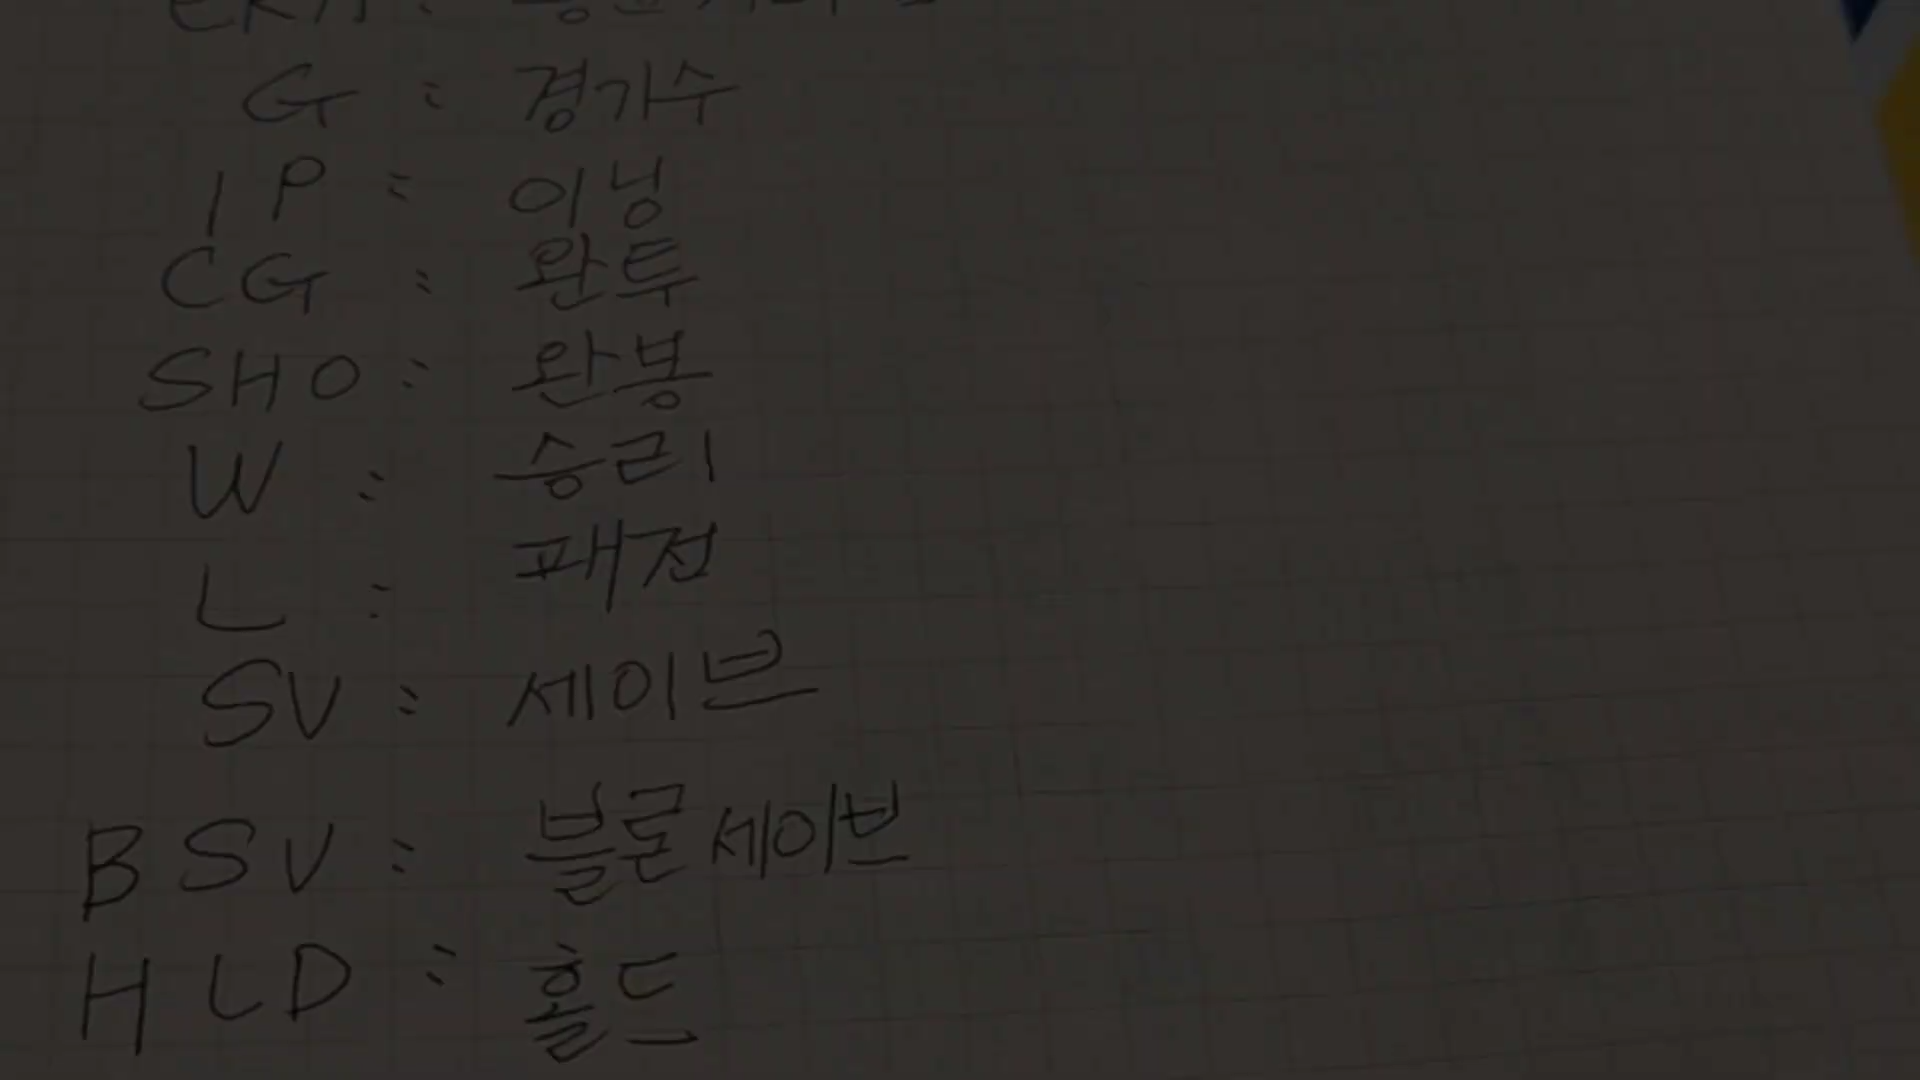 ERA :
G : 경기수
IP : 이닝
CG : 완투
SHO : 완봉
W : 승리
L : 패전
SV : 세이브
BSV : 블론세이브
HLD : 홀드